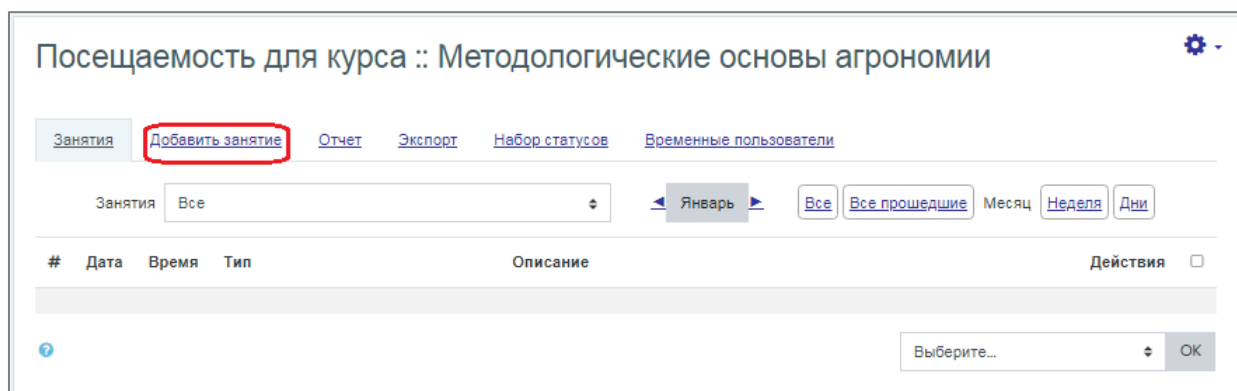 Посещаемость для курса :: Методологические основы агрономии
Занятия Добавить занятие Отчет Экспорт Набор статусов Временные пользователи
Занятия Все Январь Все Все прошедшие Месяц Неделя Дни
# Дата Время Тип Описание Действия
Выберите... OK